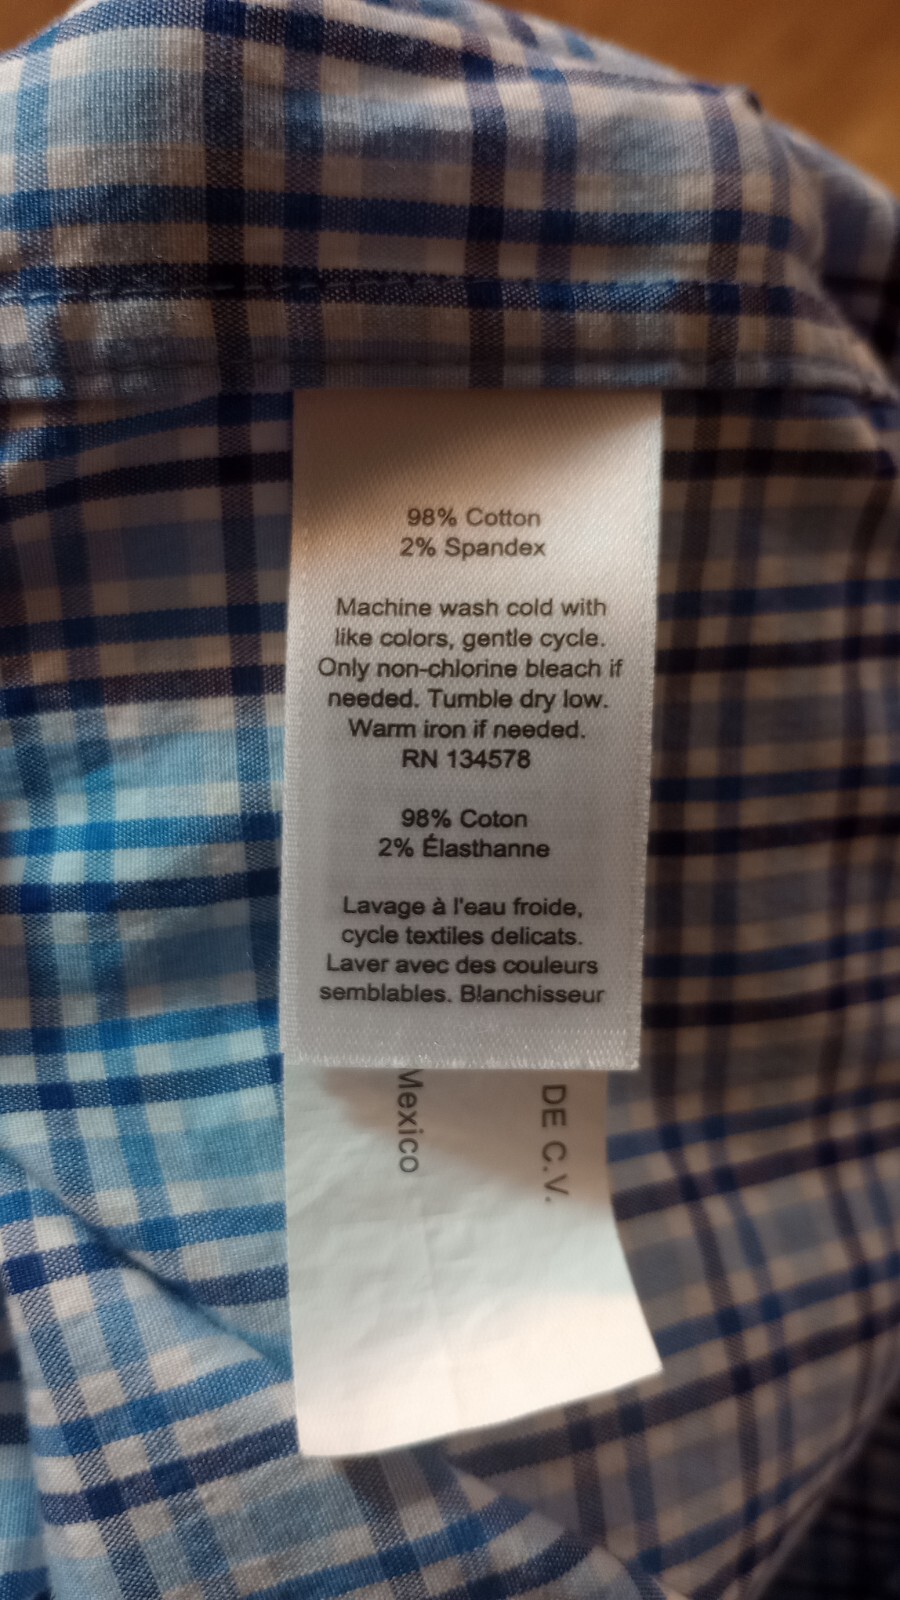 98% Cotton
2% Spandex
Machine wash cold with
like colors, gentle cycle.
Only non-chlorine bleach if
needed. Tumble dry low.
Warm iron if needed.
RN 134578
98% Coton
2% Élasthanne
Lavage à l'eau froide,
cycle textiles delicats.
Laver avec des couleurs
semblables. Blanchisseur
DE C.V.
Mexico